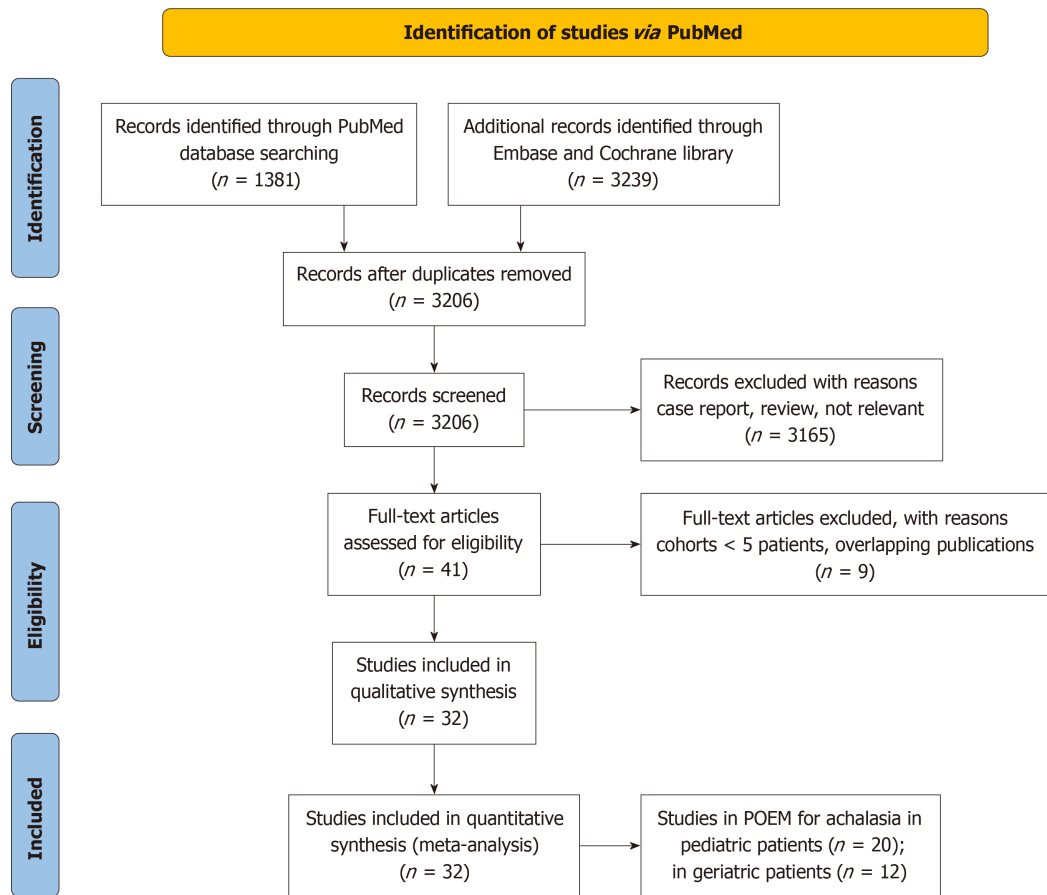 Identification of studies via PubMed
Identification
Records identified through PubMed
database searching
(n = 1381)
Additional records identified through
Embase and Cochrane library
(n = 3239)
Records after duplicates removed
(n = 3206)
Screening
Records screened
(n = 3206)
Records excluded with reasons
case report, review, not relevant
(n = 3165)
Eligibility
Full-text articles
assessed for eligibility
(n = 41)
Full-text articles excluded, with reasons
cohorts < 5 patients, overlapping publications
(n = 9)
Studies included in
qualitative synthesis
(n = 32)
Included
Studies included in quantitative
synthesis (meta-analysis)
(n = 32)
Studies in POEM for achalasia in
pediatric patients (n = 20);
in geriatric patients (n = 12)